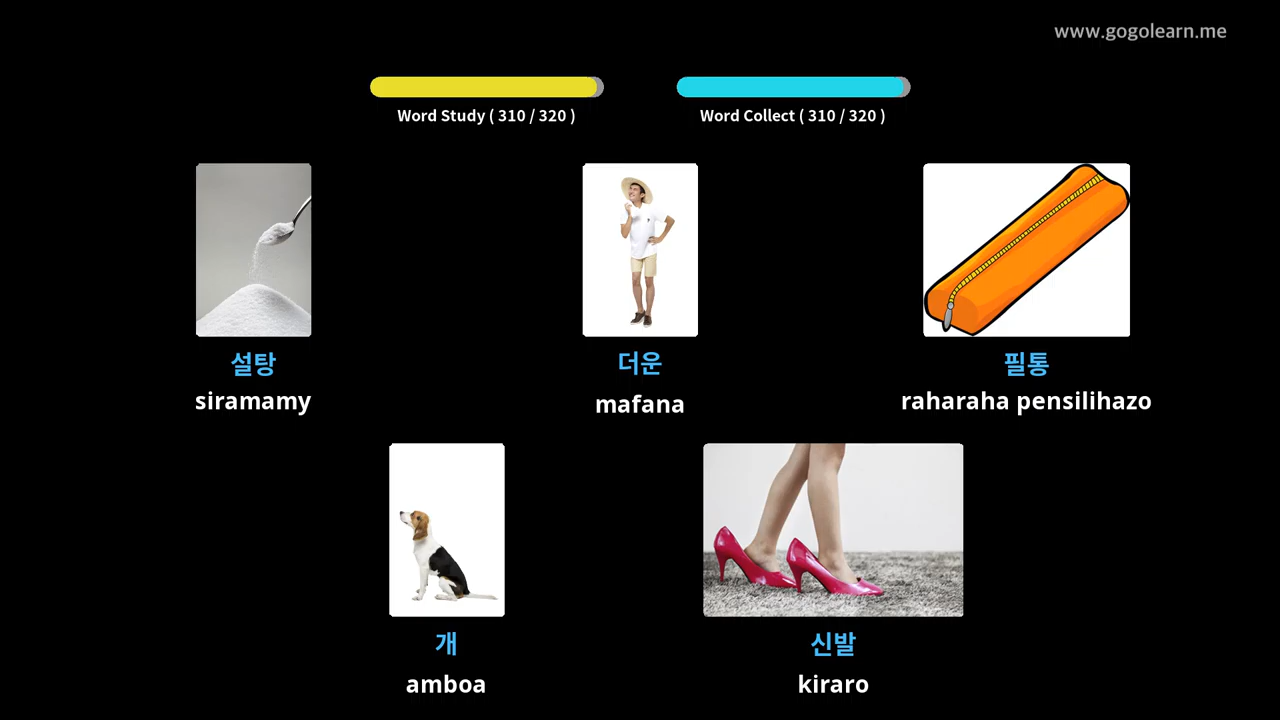 www.gogolearn.me
Word Study ( 310 / 320 )
Word Collect ( 310 / 320 )
설탕
siramamy
더운
mafana
필통
raharaha pensilihazo
개
amboa
신발
kiraro